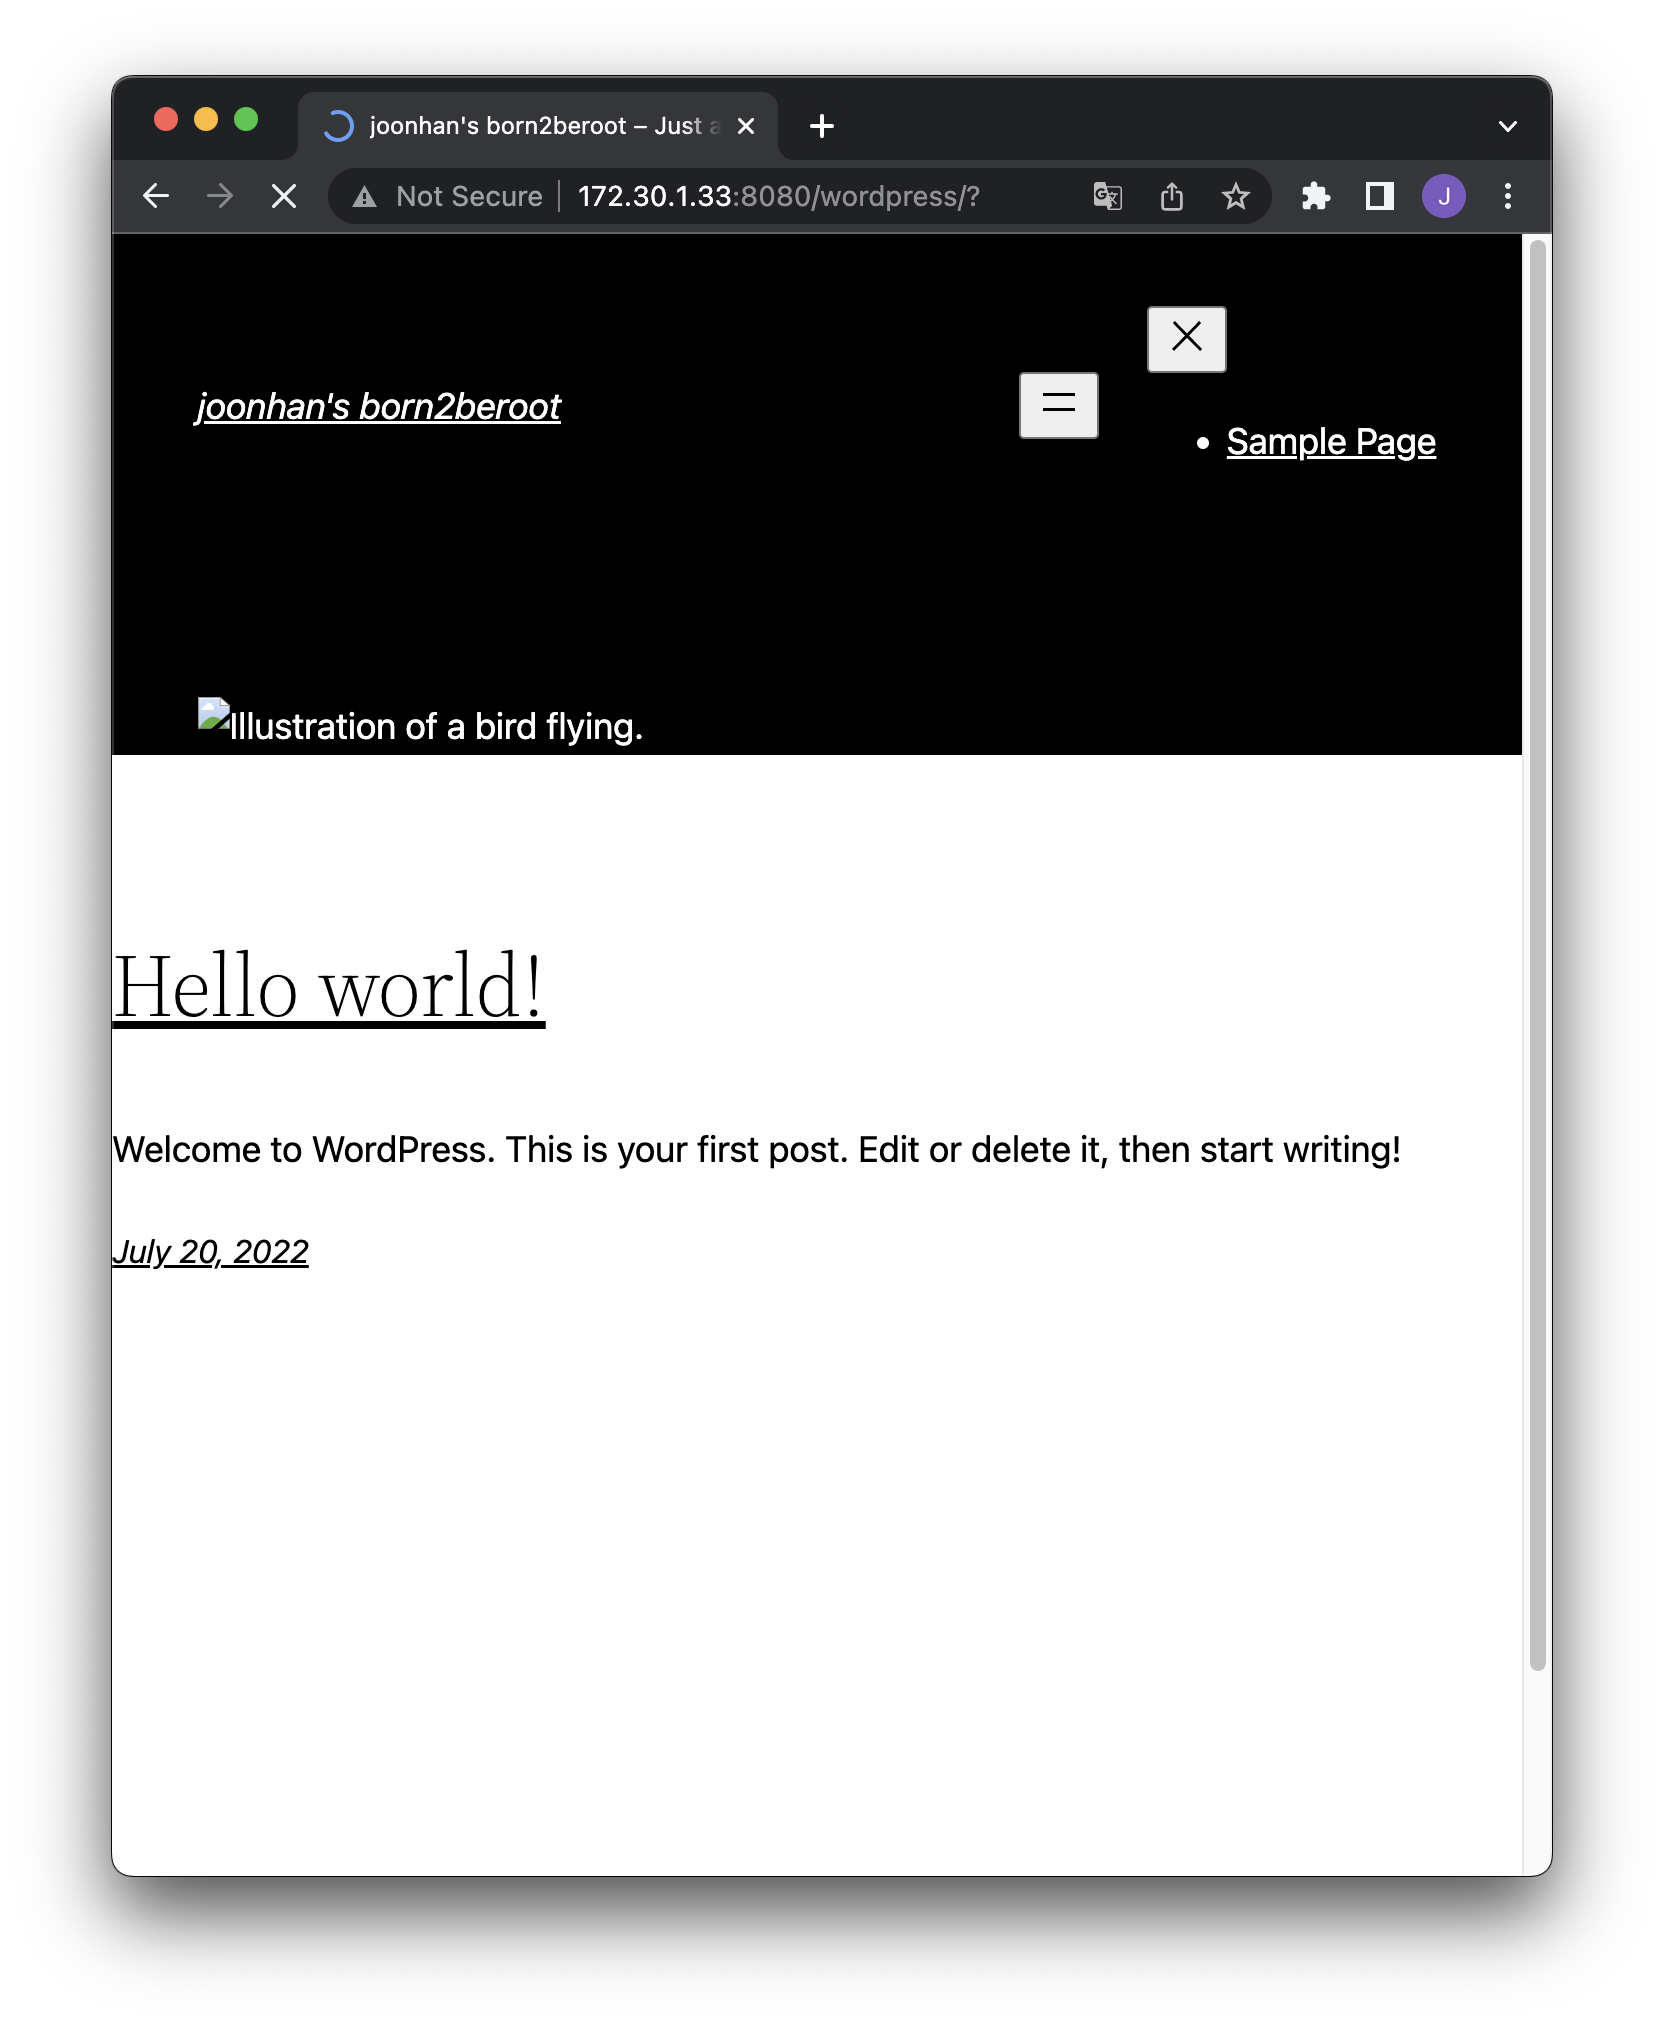 joonhan's born2beroot – Just a
Not Secure
172.30.1.33:8080/wordpress/?
J
joonhan's born2beroot
Sample Page
Illustration of a bird flying.
Hello world!
Welcome to WordPress. This is your first post. Edit or delete it, then start writing!
July 20, 2022